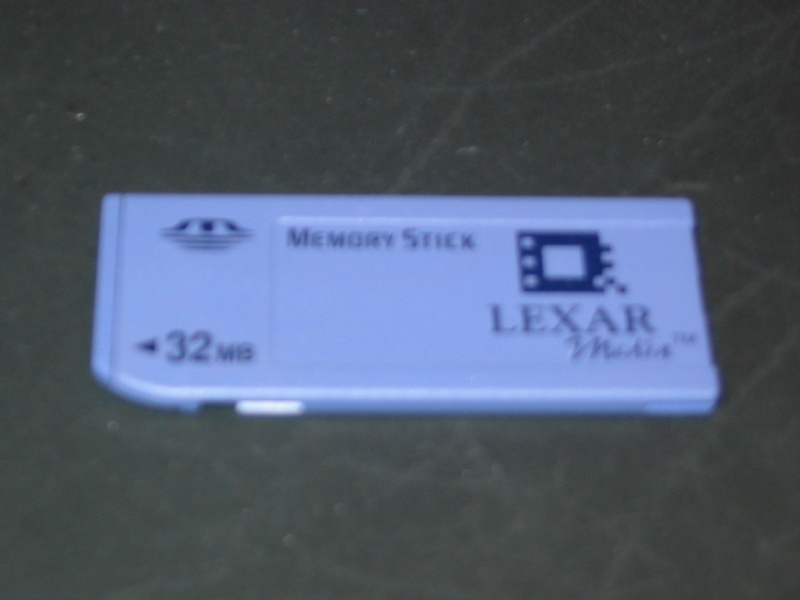 MEMORY STICK
◄32MB
LEXAR
Media™